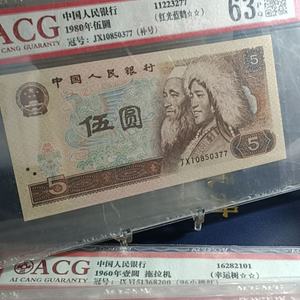 ACG
AI CANG GUARANTY
中国人民银行
1980年伍圆
冠号: JX10850377 (补号)
11223277
(红光蓝鹤☆☆)
63
中国人民银行
5
伍圆
JX10850377
5
5
ACG
AI CANG GUARANTY
中国人民银行
1960年壹圆 拖拉机
16282101
(幸运树☆☆)